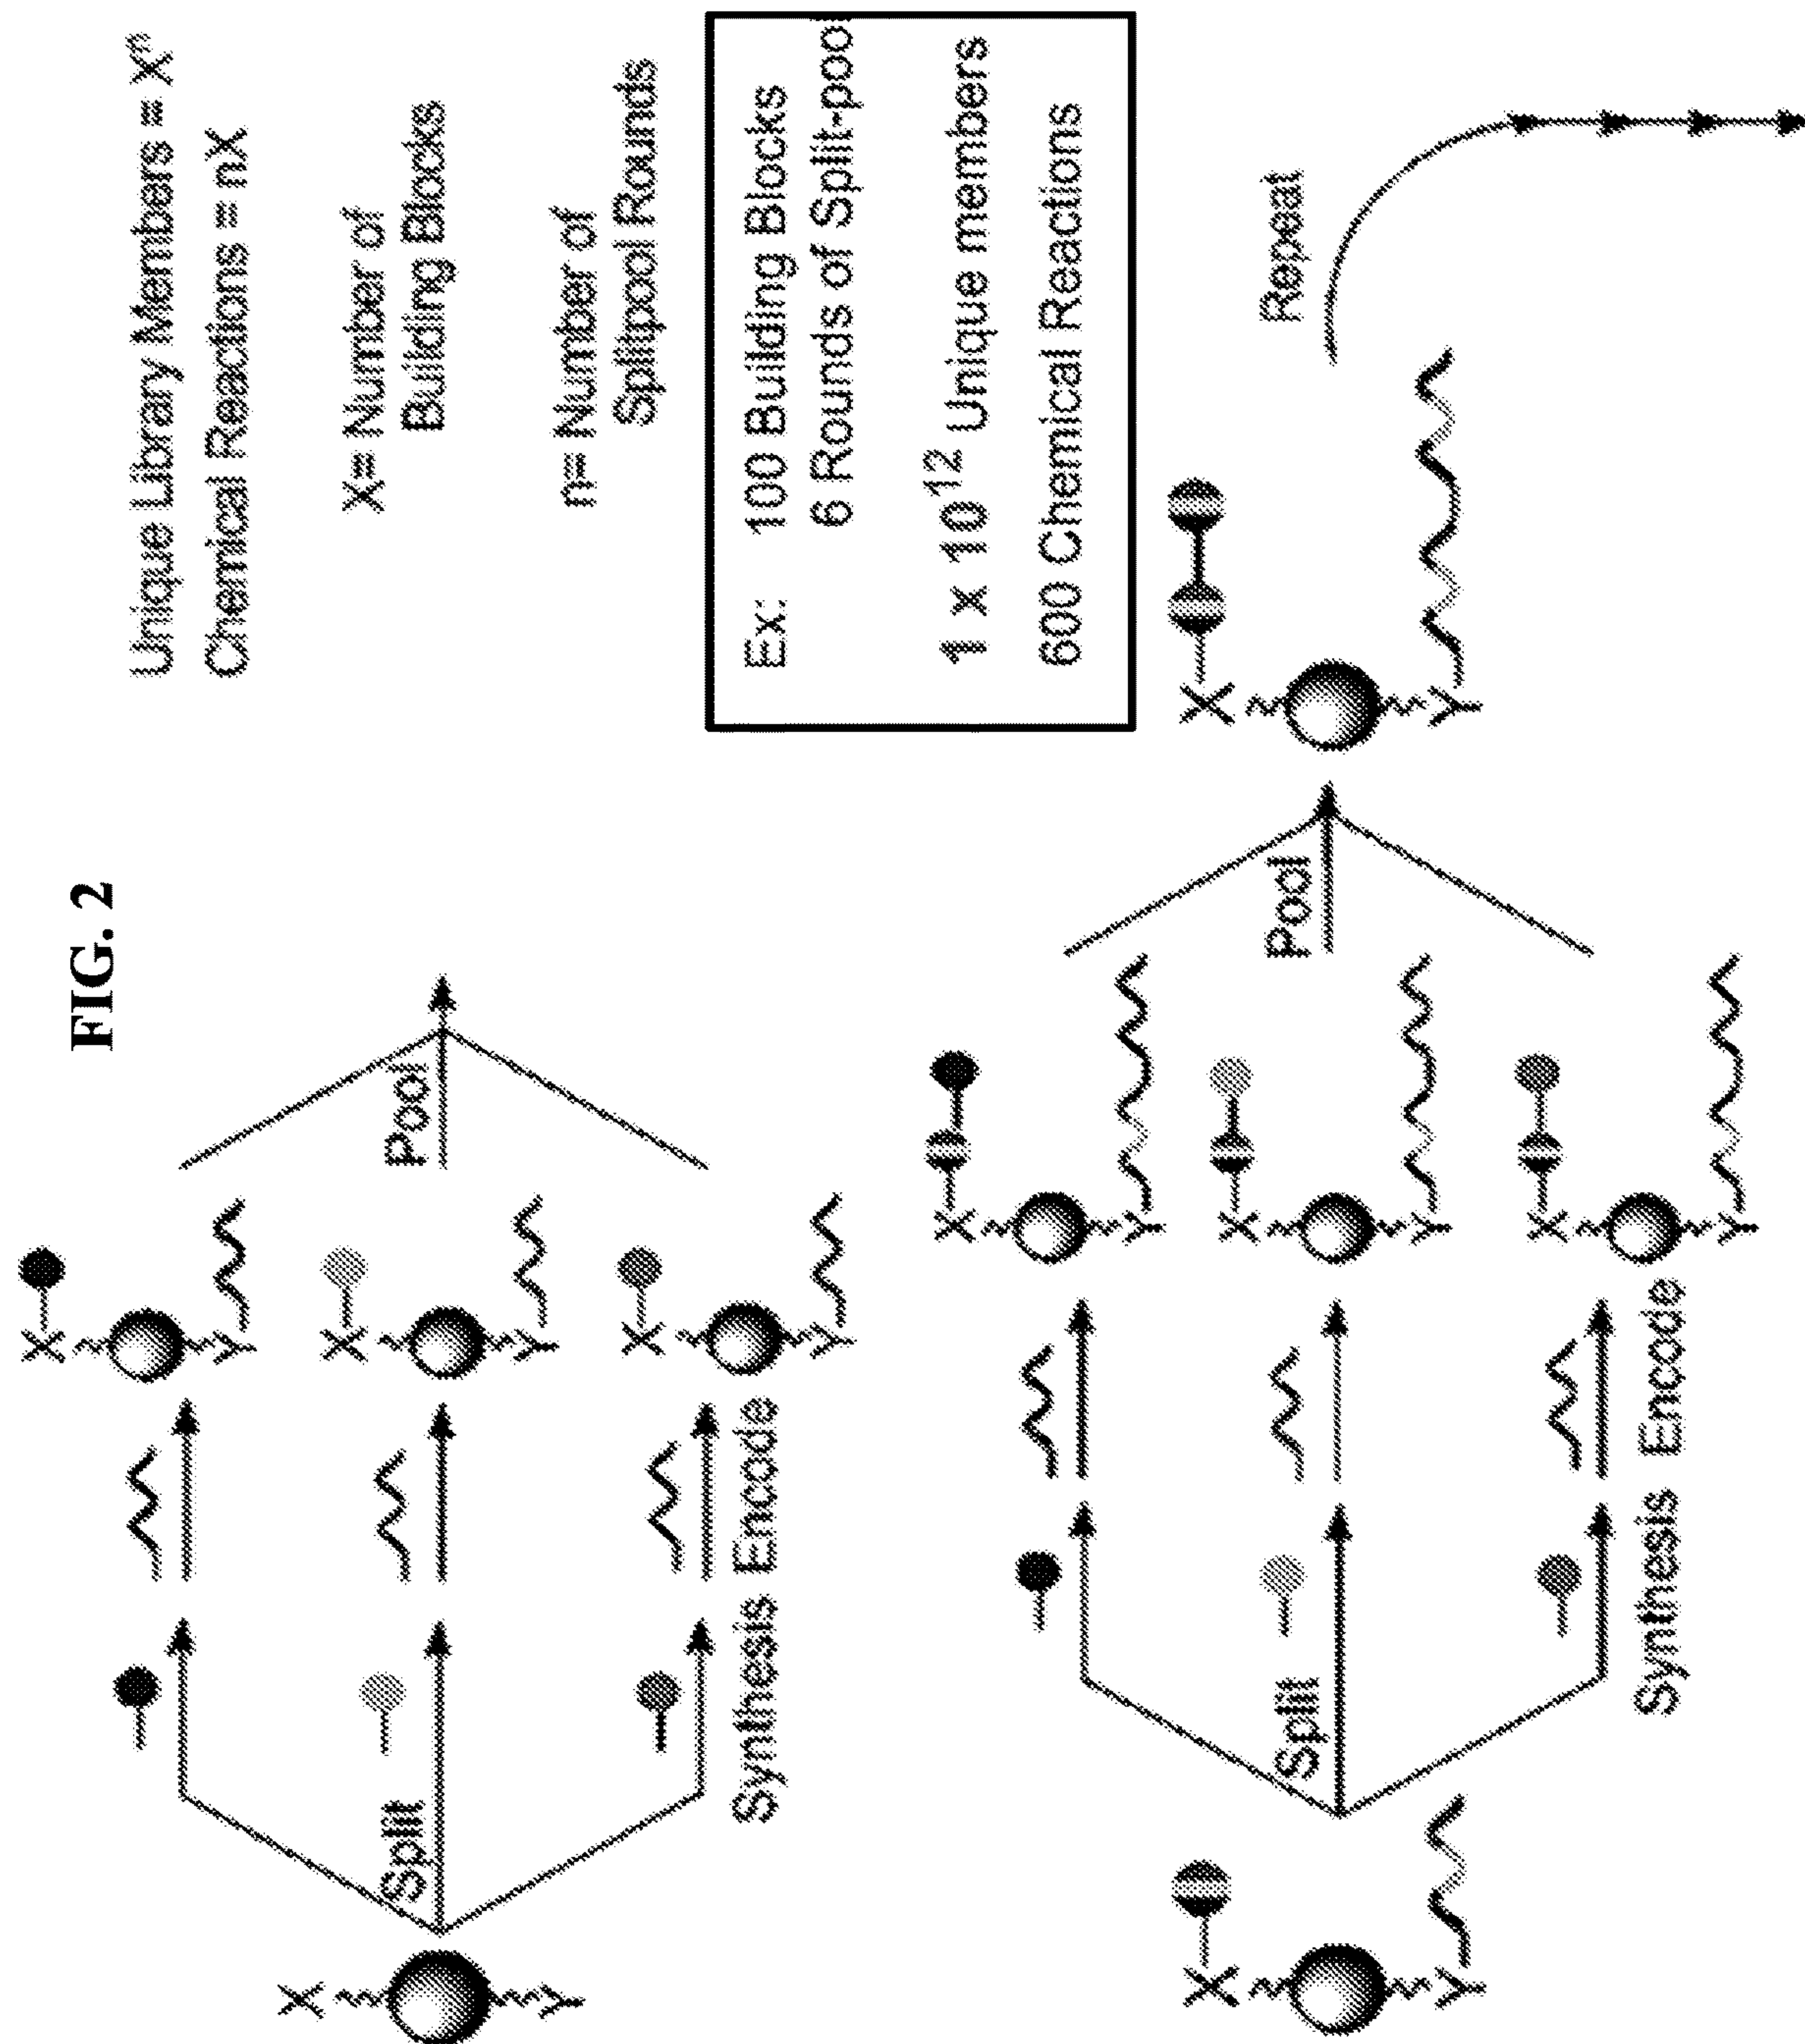 FIG. 2
X
Y
Split
Synthesis Encode
X
Y
X
Y
X
Y
Pool
Unique Library Members = Xⁿ
Chemical Reactions = nX
X= Number of
Building Blocks
n= Number of
Splitpool Rounds
Ex: 100 Building Blocks
6 Rounds of Split-pool
1 x 10¹² Unique members
600 Chemical Reactions
X
Y
Split
Synthesis Encode
X
Y
X
Y
X
Y
Pool
X
Y
Repeat